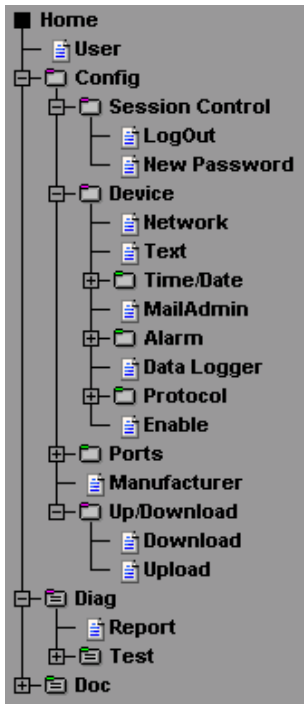 Home
User
Config
Session Control
LogOut
New Password
Device
Network
Text
Time/Date
MailAdmin
Alarm
Data Logger
Protocol
Enable
Ports
Manufacturer
Up/Download
Download
Upload
Diag
Report
Test
Doc